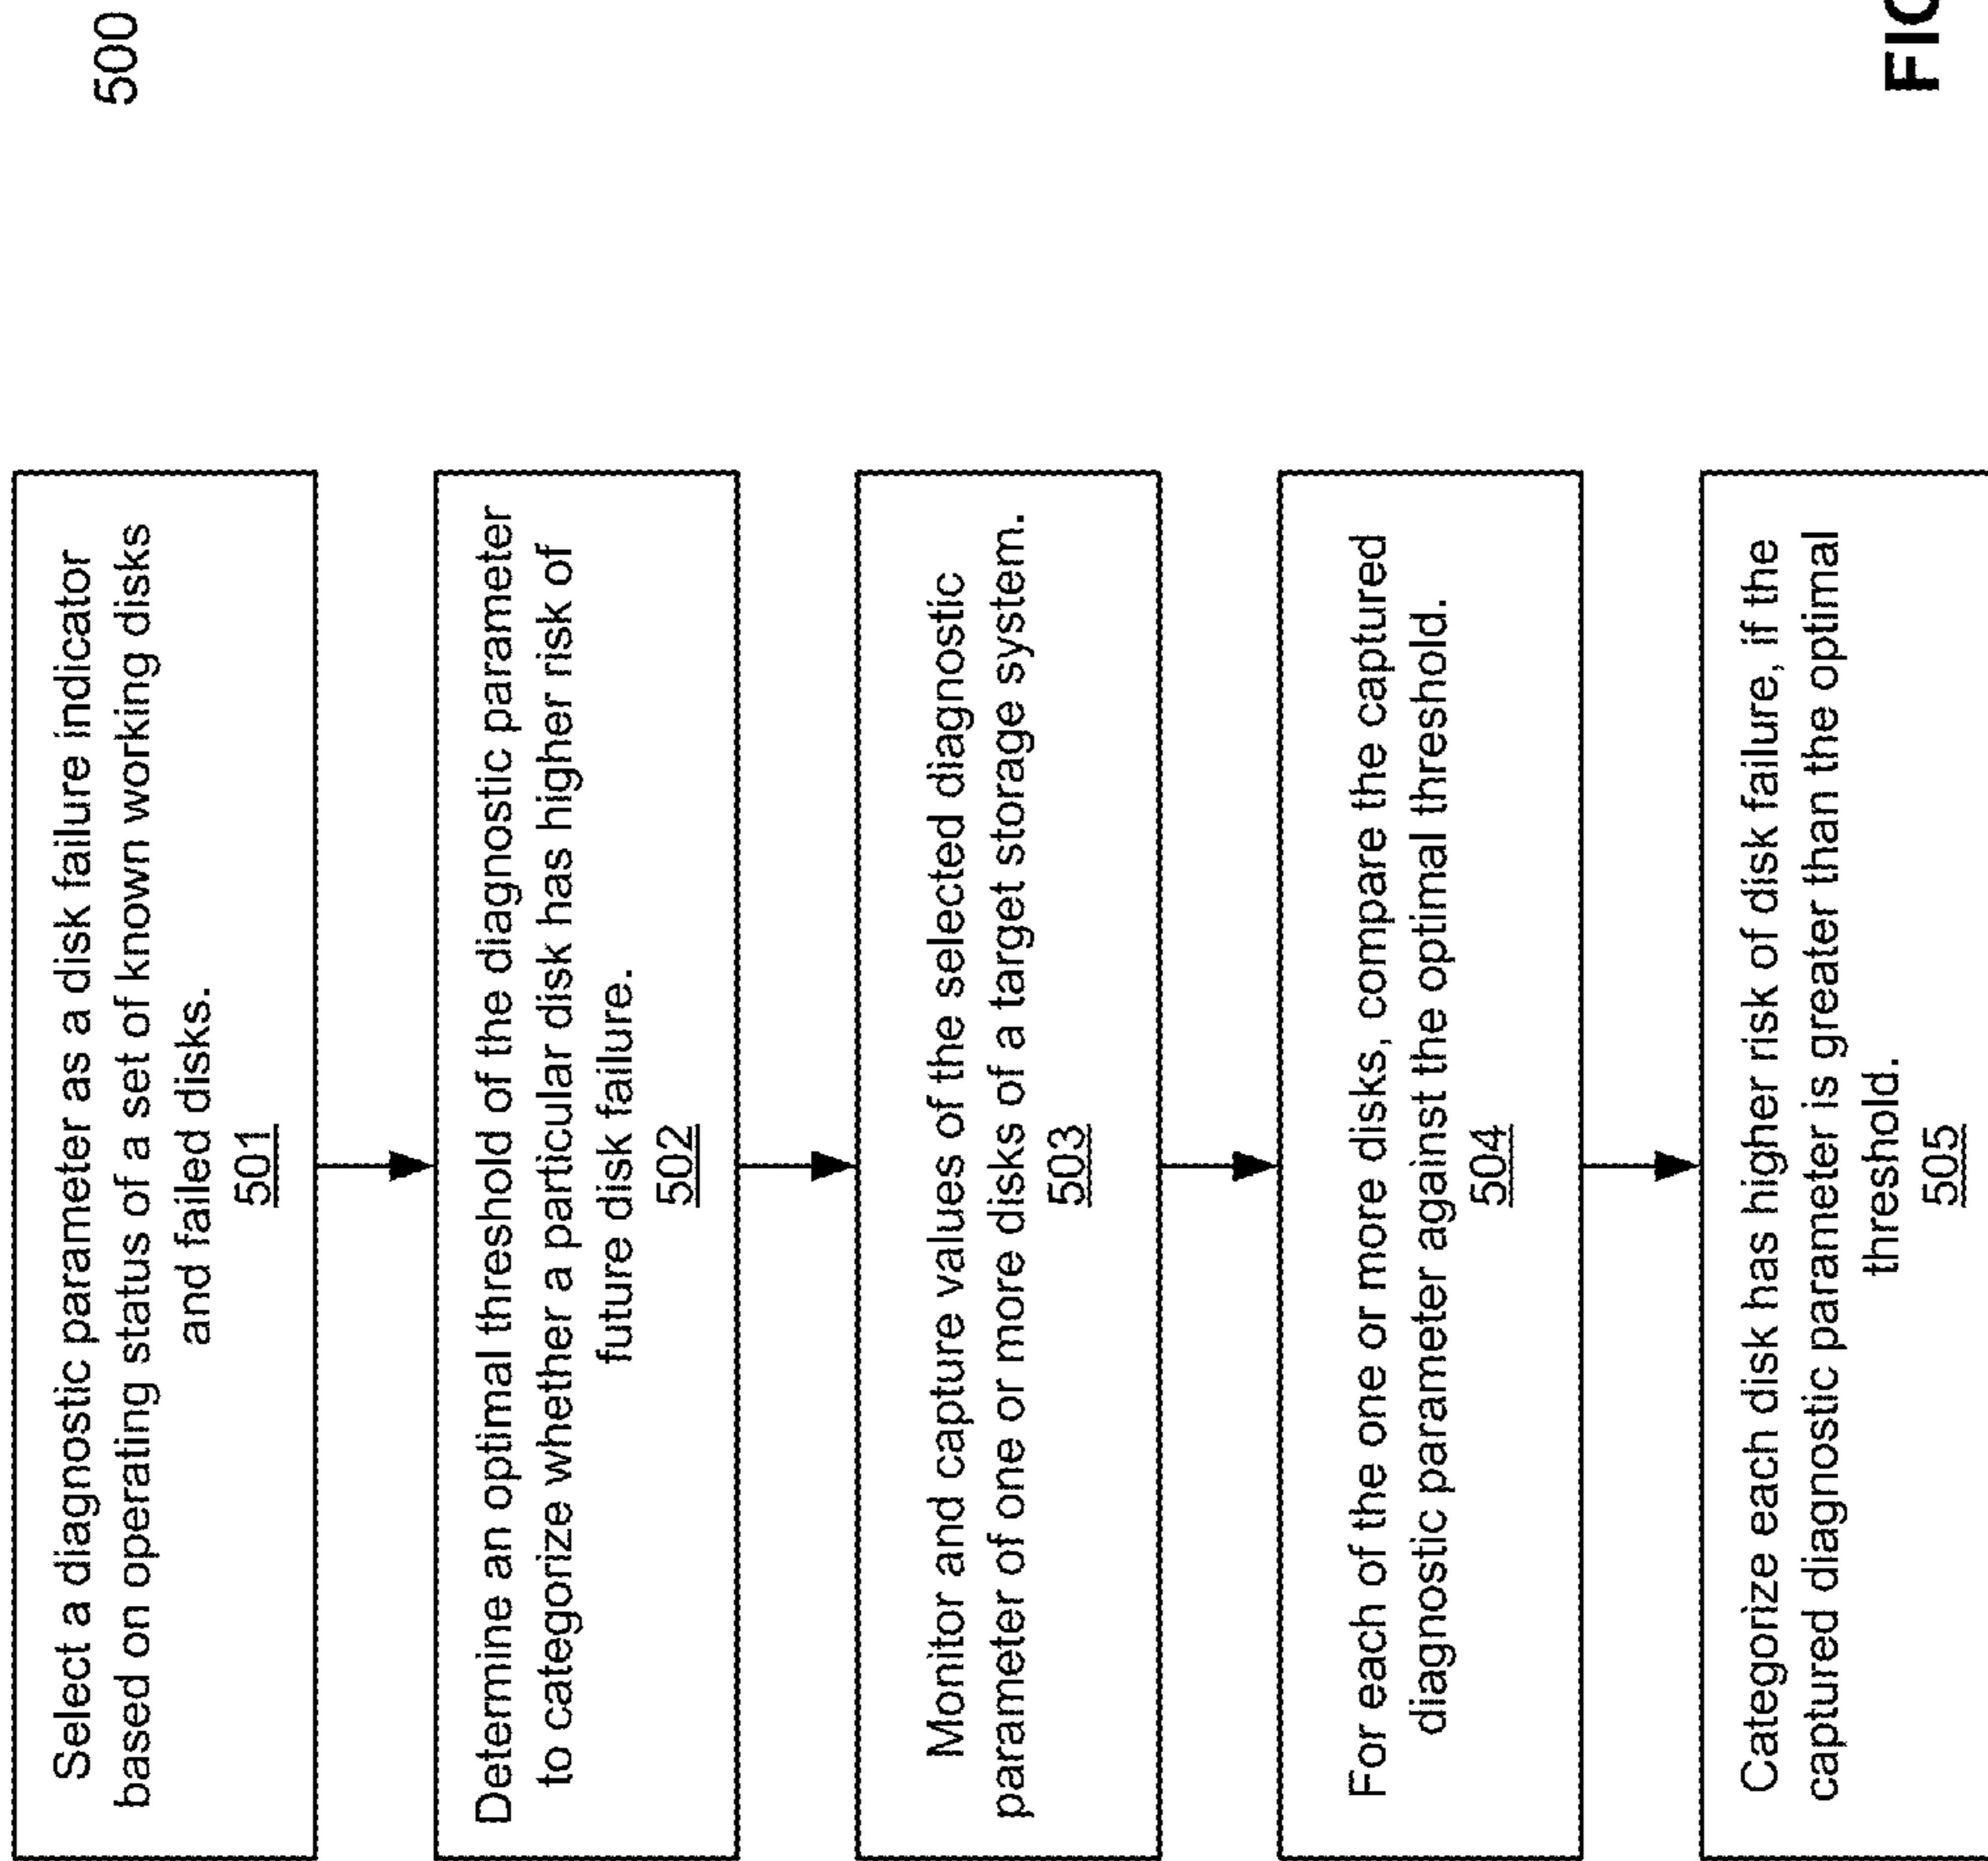 500
Select a diagnostic parameter as a disk failure indicator
based on operating status of a set of known working disks
and failed disks.
501
Determine an optimal threshold of the diagnostic parameter
to categorize whether a particular disk has higher risk of
future disk failure.
502
Monitor and capture values of the selected diagnostic
parameter of one or more disks of a target storage system.
503
For each of the one or more disks, compare the captured
diagnostic parameter against the optimal threshold.
504
Categorize each disk has higher risk of disk failure, if the
captured diagnostic parameter is greater than the optimal
threshold.
505